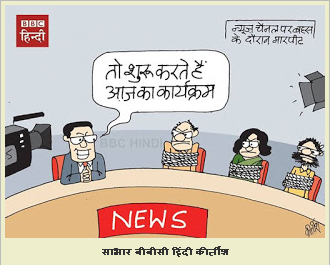 BBC
हिन्दी
न्यूज़ चैनल पर बहस
के दौरान मारपीट
तो शुरू करते हैं
आज का कार्यक्रम
BBC HINDI
NEWS
साभार बीबीसी हिंदी कीर्तीश